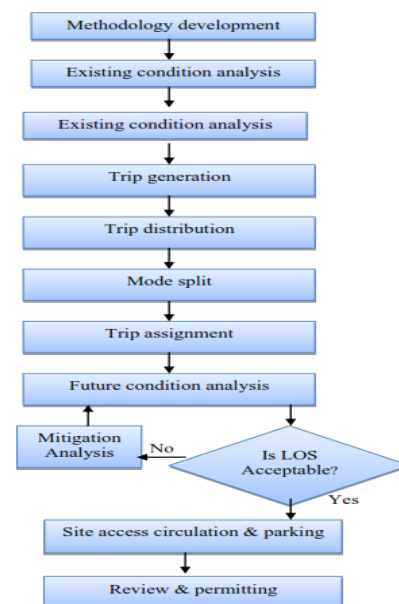 Methodology development
Existing condition analysis
Existing condition analysis
Trip generation
Trip distribution
Mode split
Trip assignment
Future condition analysis
Mitigation
Analysis
No
Is LOS
Acceptable?
Yes
Site access circulation & parking
Review & permitting